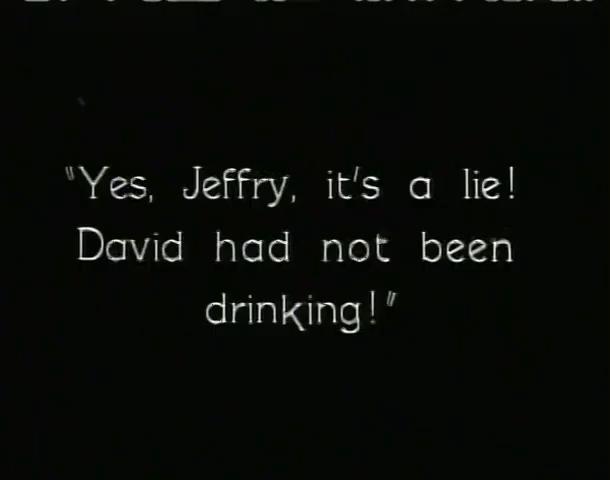 "Yes, Jeffry, it's a lie!
David had not been
drinking!"